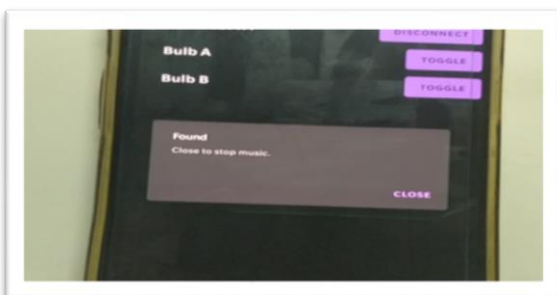 DISCONNECT
Bulb A
TOGGLE
Bulb B
TOGGLE
Found
Close to stop music.
CLOSE